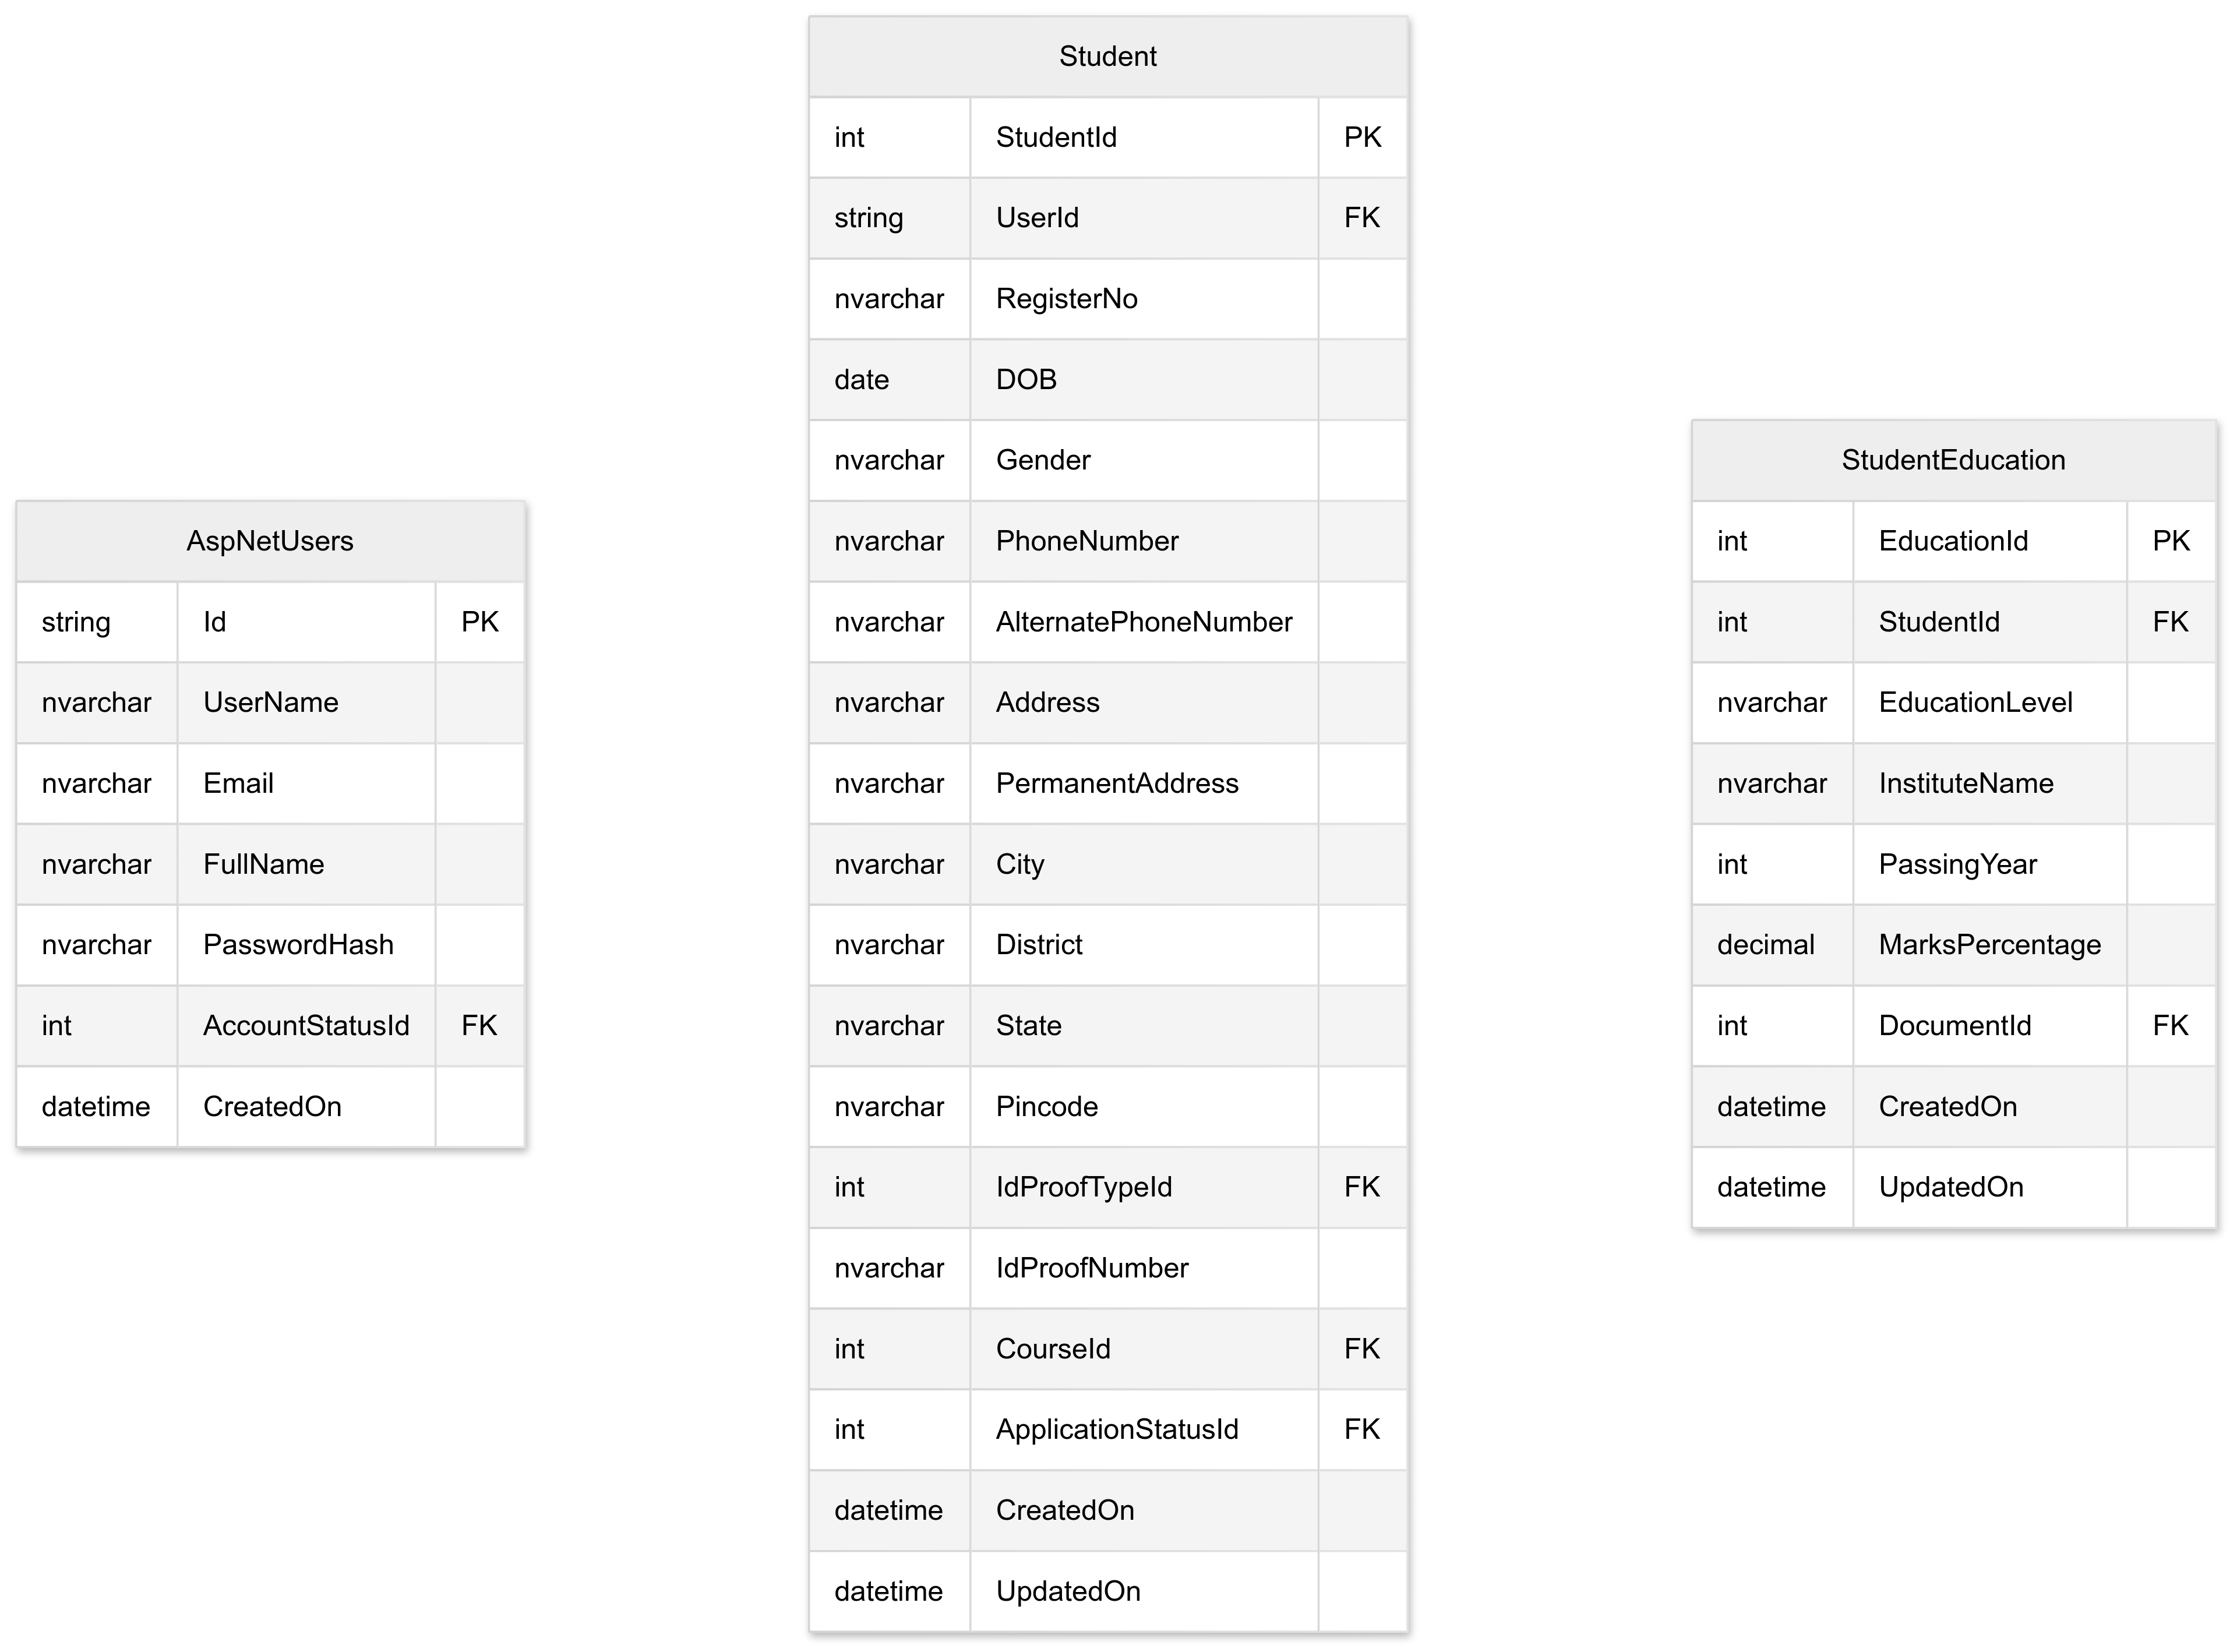 AspNetUsers
string Id PK
nvarchar UserName
nvarchar Email
nvarchar FullName
nvarchar PasswordHash
int AccountStatusId FK
datetime CreatedOn
Student
int StudentId PK
string UserId FK
nvarchar RegisterNo
date DOB
nvarchar Gender
nvarchar PhoneNumber
nvarchar AlternatePhoneNumber
nvarchar Address
nvarchar PermanentAddress
nvarchar City
nvarchar District
nvarchar State
nvarchar Pincode
int IdProofTypeId FK
nvarchar IdProofNumber
int CourseId FK
int ApplicationStatusId FK
datetime CreatedOn
datetime UpdatedOn
StudentEducation
int EducationId PK
int StudentId FK
nvarchar EducationLevel
nvarchar InstituteName
int PassingYear
decimal MarksPercentage
int DocumentId FK
datetime CreatedOn
datetime UpdatedOn